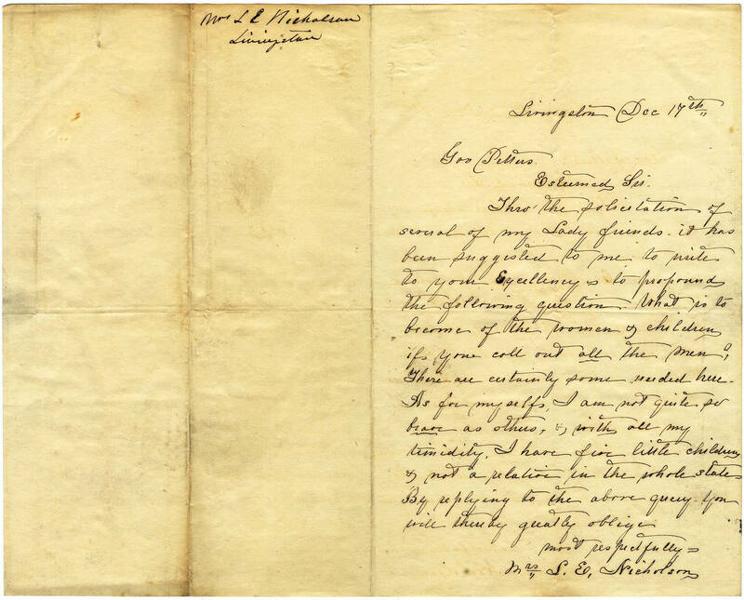 Mrs L E Nicholson
Livingston
Livingston Dec 17th
Gov Pettus.
Esteemed Sir.
Thro' the solicitation of
several of my Lady friends. it has
been suggested to me to write
to your Excellency & to propound
the following question. What is to
become of the women & children
if you call out all the men?
There are certainly some needed here.
As for myself, I am not quite so
brave as others, & with all my
timidity, I have five little children
& not a relation in the whole state
By replying to the above query. You
will thereby greatly oblige
most respectfully
Mrs L. E. Nicholson